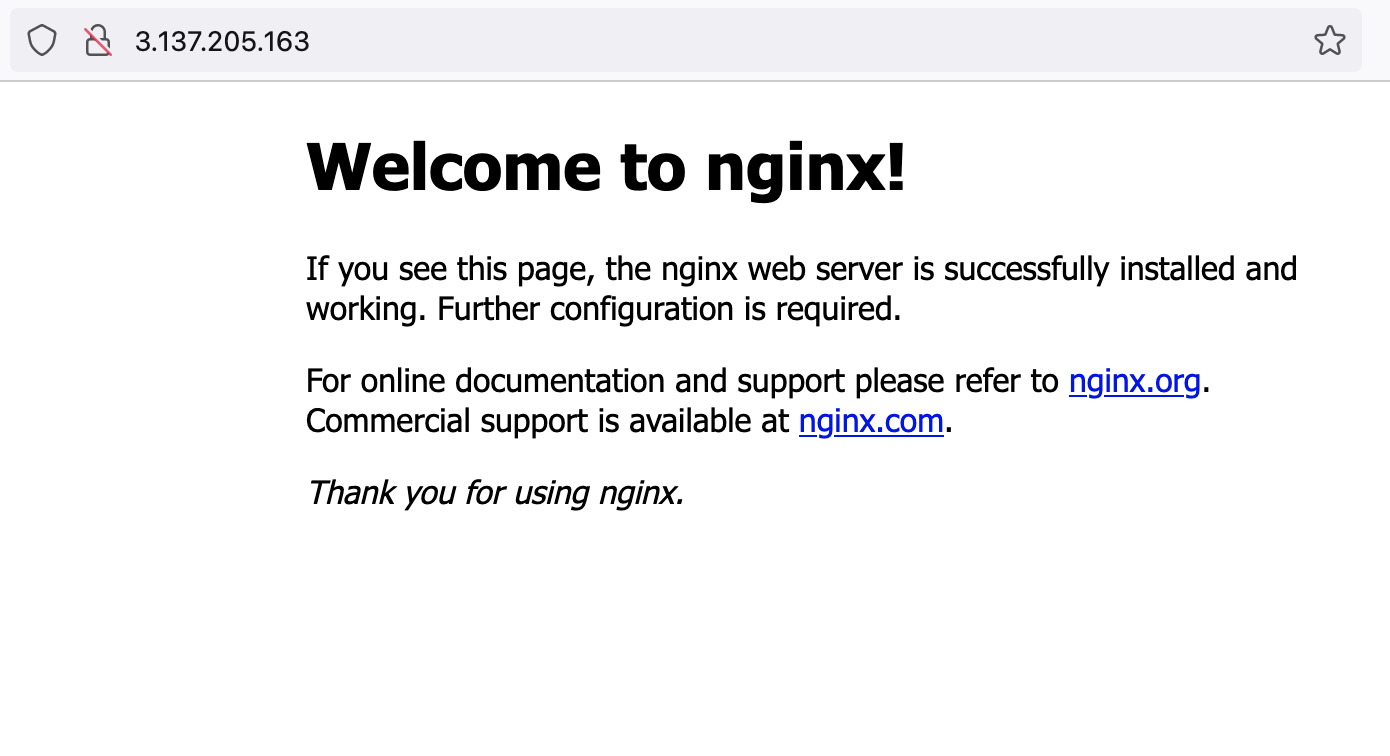 3.137.205.163
Welcome to nginx!
If you see this page, the nginx web server is successfully installed and
working. Further configuration is required.
For online documentation and support please refer to nginx.org.
Commercial support is available at nginx.com.
Thank you for using nginx.